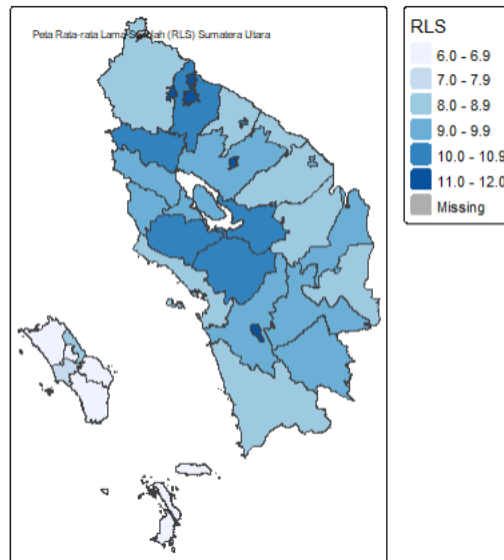 Peta Rata-rata Lama Sekolah (RLS) Sumatera Utara
RLS
6.0 - 6.9
7.0 - 7.9
8.0 - 8.9
9.0 - 9.9
10.0 - 10.9
11.0 - 12.0
Missing